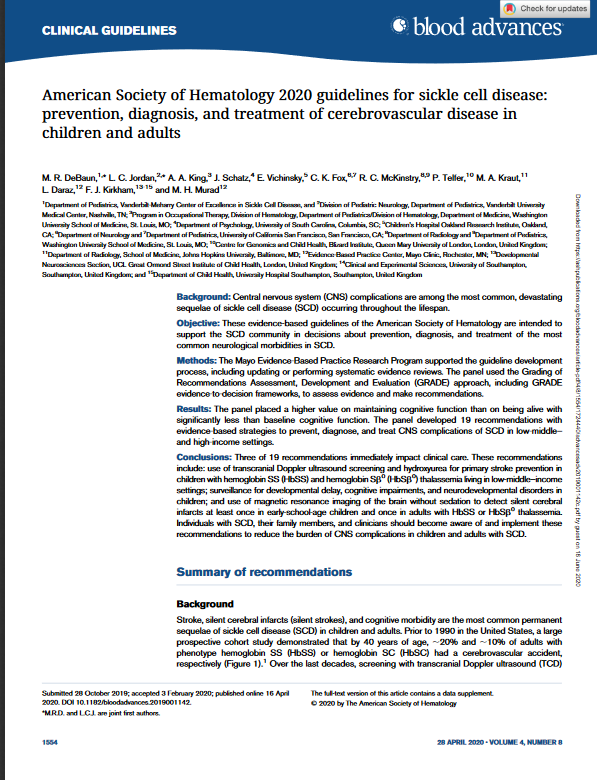 Check for updates
CLINICAL GUIDELINES
blood advances
American Society of Hematology 2020 guidelines for sickle cell disease:
prevention, diagnosis, and treatment of cerebrovascular disease in
children and adults
M. R. DeBaun,1,* L. C. Jordan,2,* A. A. King,3 J. Schatz,4 E. Vichinsky,5 C. K. Fox,6,7 R. C. McKinstry,8,9 P. Telfer,10 M. A. Kraut,11
L. Daraz,12 F. J. Kirkham,13-15 and M. H. Murad12
1Department of Pediatrics, Vanderbilt-Meharry Center of Excellence in Sickle Cell Disease, and 2Division of Pediatric Neurology, Department of Pediatrics, Vanderbilt University
Medical Center, Nashville, TN; 3Program in Occupational Therapy, Division of Hematology, Department of Pediatrics/Division of Hematology, Department of Medicine, Washington
University School of Medicine, St. Louis, MO; 4Department of Psychology, University of South Carolina, Columbia, SC; 5Children's Hospital Oakland Research Institute, Oakland,
CA; 6Department of Neurology and 7Department of Pediatrics, University of California San Francisco, San Francisco, CA; 8Department of Radiology and 9Department of Pediatrics,
Washington University School of Medicine, St. Louis, MO; 10Centre for Genomics and Child Health, Blizard Institute, Queen Mary University of London, London, United Kingdom;
11Department of Radiology, School of Medicine, Johns Hopkins University, Baltimore, MD; 12Evidence-Based Practice Center, Mayo Clinic, Rochester, MN; 13Developmental
Neurosciences Section, UCL Great Ormond Street Institute of Child Health, London, United Kingdom; 14Clinical and Experimental Sciences, University of Southampton,
Southampton, United Kingdom; and 15Department of Child Health, University Hospital Southampton, Southampton, United Kingdom
Background: Central nervous system (CNS) complications are among the most common, devastating
sequelae of sickle cell disease (SCD) occurring throughout the lifespan.
Objective: These evidence-based guidelines of the American Society of Hematology are intended to
support the SCD community in decisions about prevention, diagnosis, and treatment of the most
common neurological morbidities in SCD.
Methods: The Mayo Evidence-Based Practice Research Program supported the guideline development
process, including updating or performing systematic evidence reviews. The panel used the Grading of
Recommendations Assessment, Development and Evaluation (GRADE) approach, including GRADE
evidence-to-decision frameworks, to assess evidence and make recommendations.
Results: The panel placed a higher value on maintaining cognitive function than on being alive with
significantly less than baseline cognitive function. The panel developed 19 recommendations with
evidence-based strategies to prevent, diagnose, and treat CNS complications of SCD in low-middle–
and high-income settings.
Conclusions: Three of 19 recommendations immediately impact clinical care. These recommendations
include: use of transcranial Doppler ultrasound screening and hydroxyurea for primary stroke prevention in
children with hemoglobin SS (HbSS) and hemoglobin Sβ0 (HbSβ0) thalassemia living in low-middle–income
settings; surveillance for developmental delay, cognitive impairments, and neurodevelopmental disorders in
children; and use of magnetic resonance imaging of the brain without sedation to detect silent cerebral
infarcts at least once in early-school-age children and once in adults with HbSS or HbSβ0 thalassemia.
Individuals with SCD, their family members, and clinicians should become aware of and implement these
recommendations to reduce the burden of CNS complications in children and adults with SCD.
Summary of recommendations
Background
Stroke, silent cerebral infarcts (silent strokes), and cognitive morbidity are the most common permanent
sequelae of sickle cell disease (SCD) in children and adults. Prior to 1990 in the United States, a large
prospective cohort study demonstrated that by 40 years of age, ~20% and ~10% of adults with
phenotype hemoglobin SS (HbSS) or hemoglobin SC (HbSC) had a cerebrovascular accident,
respectively (Figure 1).1 Over the last decades, screening with transcranial Doppler ultrasound (TCD)
Submitted 28 October 2019; accepted 3 February 2020; published online 16 April
2020. DOI 10.1182/bloodadvances.2019001142.
*M.R.D. and L.C.J. are joint first authors.
The full-text version of this article contains a data supplement.
© 2020 by The American Society of Hematology
1554
28 APRIL 2020 • VOLUME 4, NUMBER 8
by guest on 16 June 2020